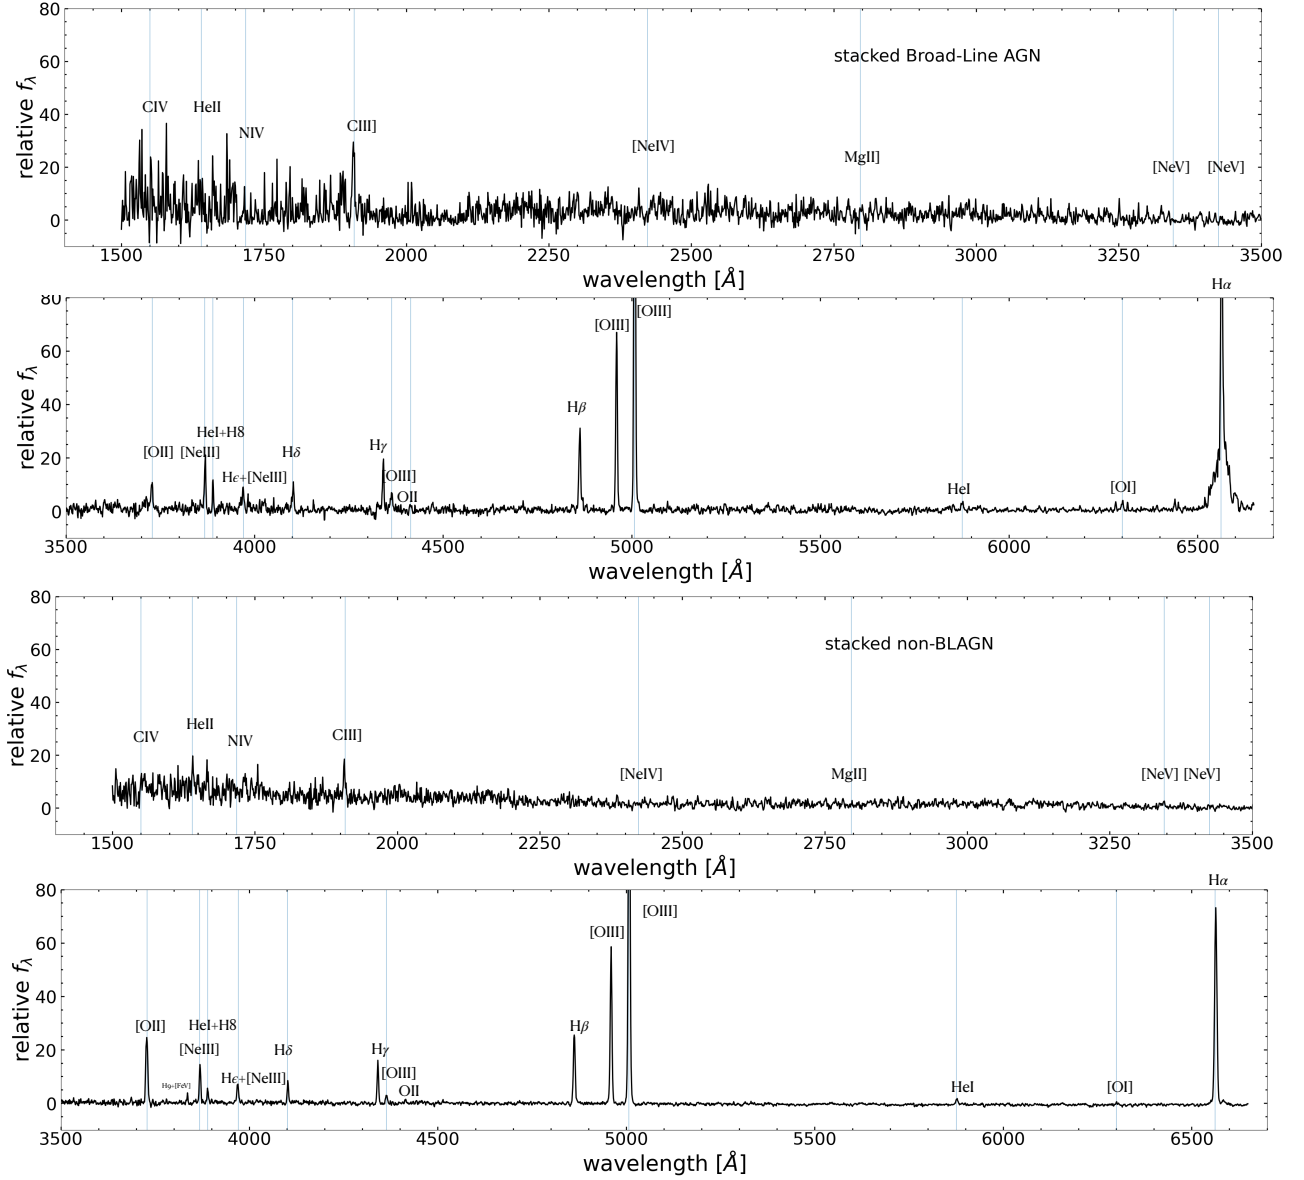 80
stacked Broad-Line AGN
60
CIV HeII
40
NIV CIII]
[NeIV] MgII] [NeV] [NeV]
20
0
relative fλ
1500 1750 2000 2250 2500 2750 3000 3250 3500
wavelength [Å]
Hα
80
[OIII]
[OIII]
60
Hβ
40
HeI+H8
Hγ
[OII] [NeIII] Hδ
20
Hϵ+[NeIII] [OIII]
OII HeI [OI]
0
relative fλ
3500 4000 4500 5000 5500 6000 6500
wavelength [Å]
80
stacked non-BLAGN
60
40
HeII
CIV NIV CIII]
20
[NeIV] MgII] [NeV] [NeV]
0
relative fλ
1500 1750 2000 2250 2500 2750 3000 3250 3500
wavelength [Å]
Hα
80
[OIII]
[OIII]
60
40
[OII] HeI+H8 Hβ
[NeIII] Hδ Hγ
20
Hϵ+[NeIII] [OIII]
H9+[FeV] OII HeI [OI]
0
relative fλ
3500 4000 4500 5000 5500 6000 6500
wavelength [Å]